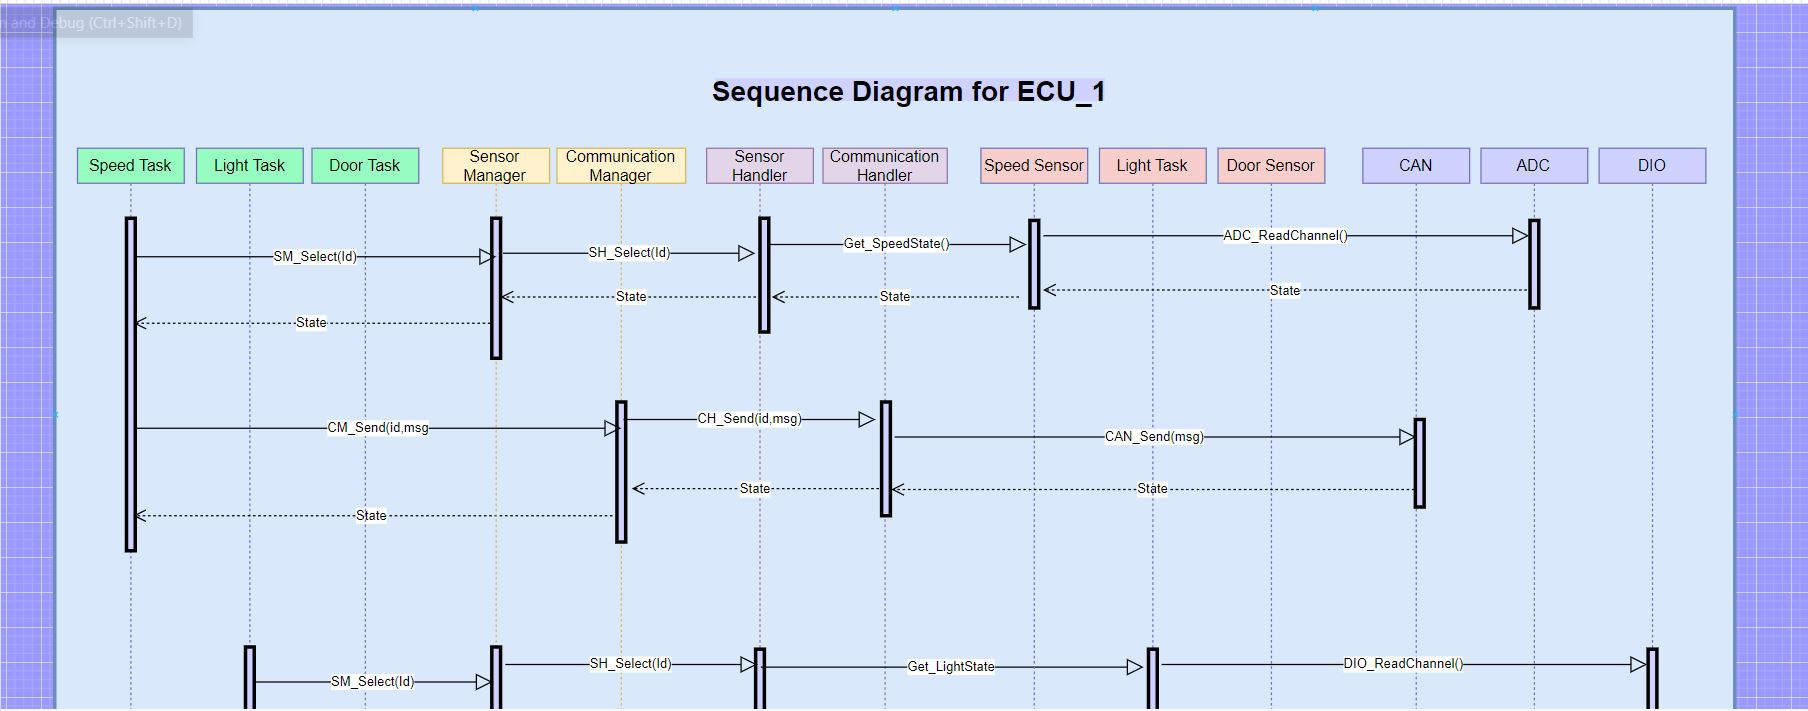 n and Debug (Ctrl+Shift+D)
Sequence Diagram for ECU_1
Speed Task
Light Task
Door Task
Sensor
Manager
Communication
Manager
Sensor
Handler
Communication
Handler
Speed Sensor
Light Task
Door Sensor
CAN
ADC
DIO
SM_Select(Id)
SH_Select(Id)
Get_SpeedState()
ADC_ReadChannel()
State
State
State
State
CM_Send(id,msg
CH_Send(id,msg)
CAN_Send(msg)
State
State
State
SM_Select(Id)
SH_Select(Id)
Get_LightState
DIO_ReadChannel()